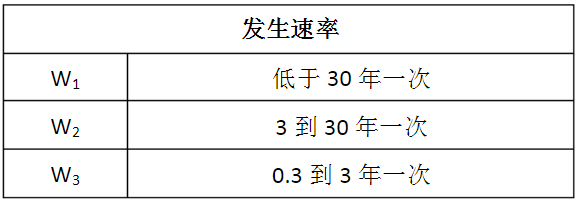 发生速率
W₁ 低于 30 年一次
W₂ 3 到 30 年一次
W₃ 0.3 到 3 年一次